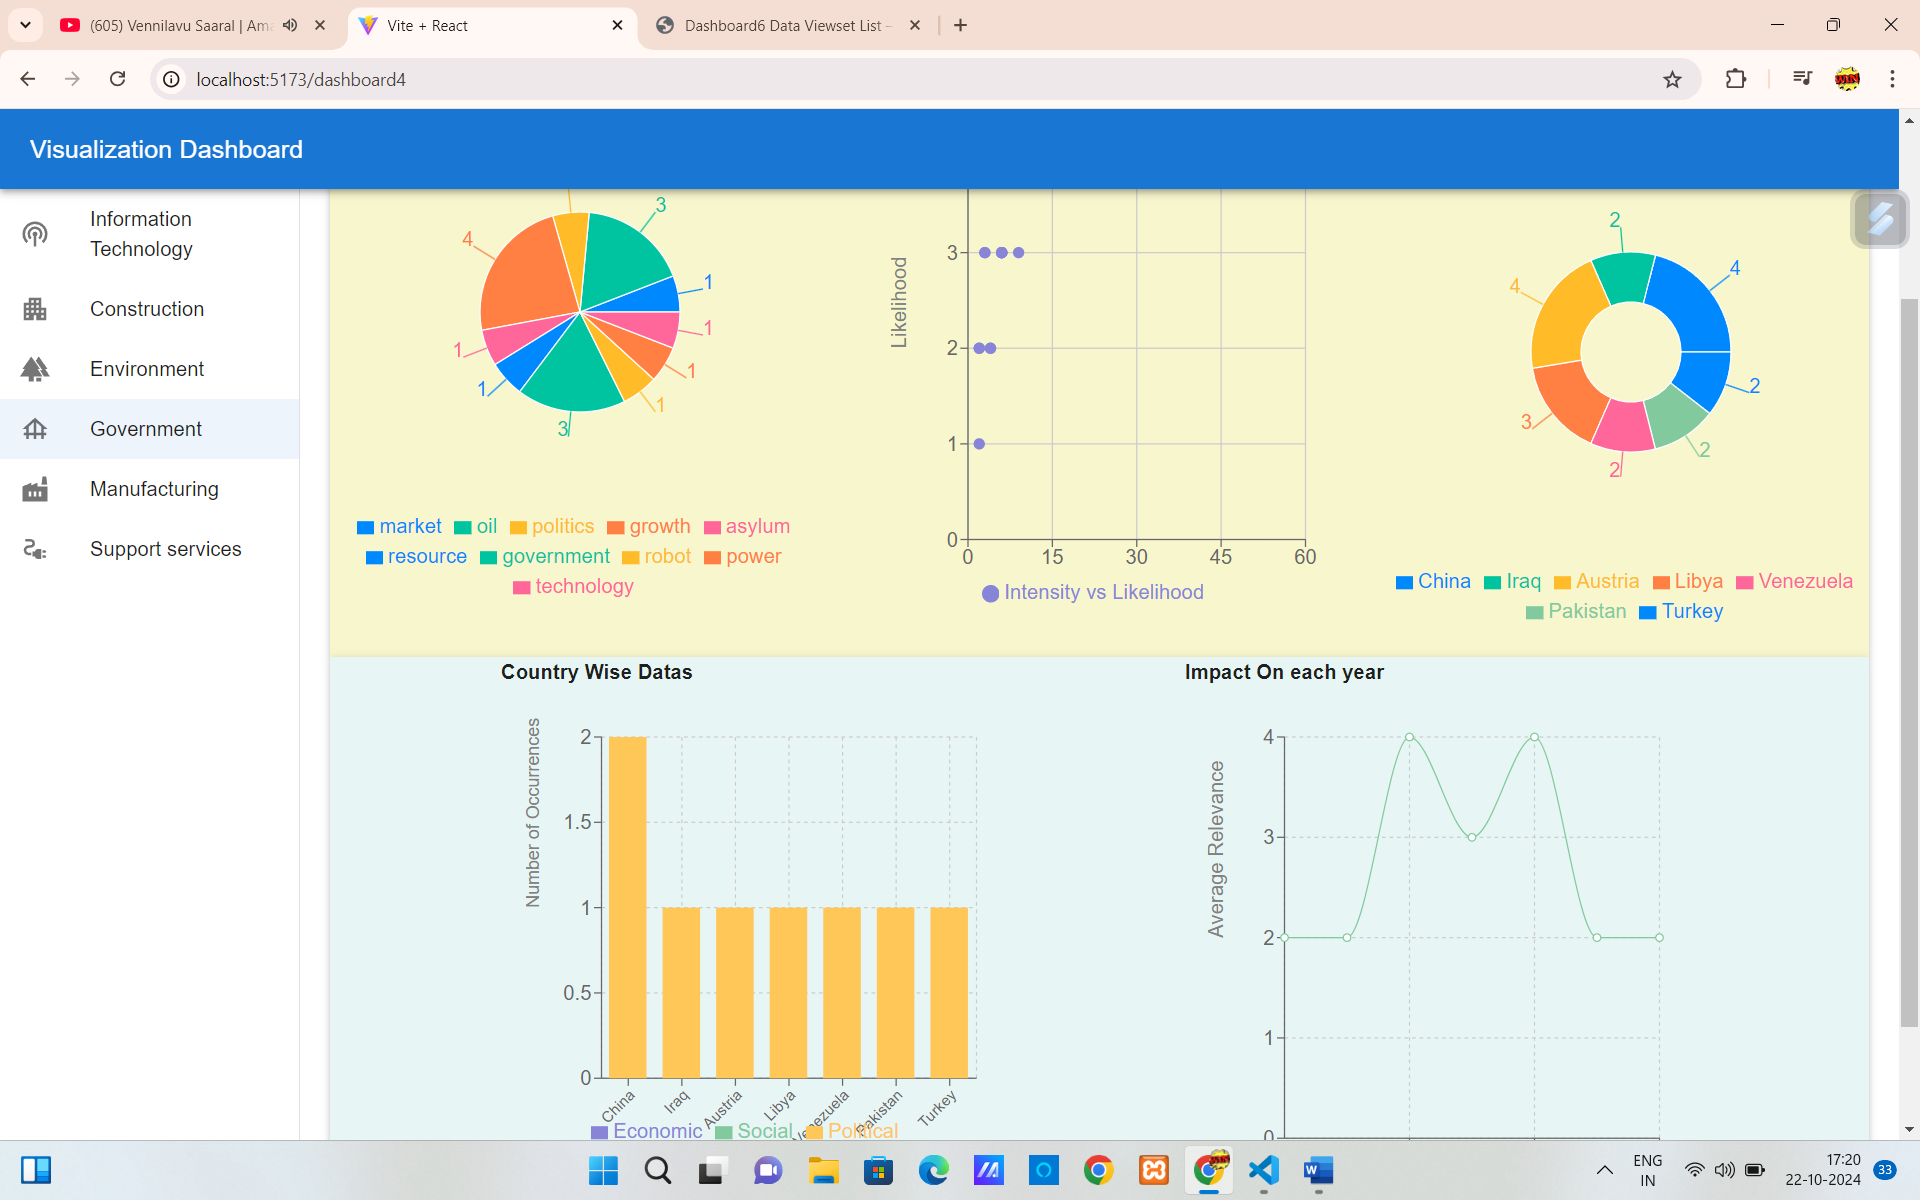 (605) Vennilavu Saaral | Ama
Vite + React
Dashboard6 Data Viewset List –
localhost:5173/dashboard4
Visualization Dashboard
Information
Technology
Construction
Environment
Government
Manufacturing
Support services
3
4
1
1
1
1
1
1
3
market oil politics growth asylum
resource government robot power
technology
Likelihood
3
2
1
0
0 15 30 45 60
Intensity vs Likelihood
2
4
4
2
3
2
2
China Iraq Austria Libya Venezuela
Pakistan Turkey
Country Wise Datas
Number of Occurrences
2
1.5
1
0.5
0
China Iraq Austria Libya Venezuela Pakistan Turkey
Economic Social Political
Impact On each year
Average Relevance
4
3
2
1
0
ENG
IN
17:20
22-10-2024
33